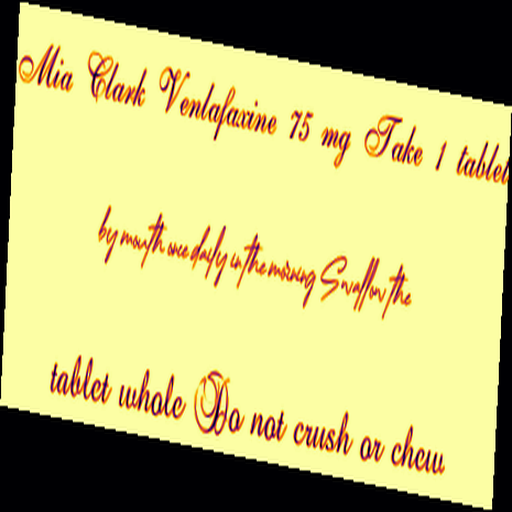 Mia Clark Venlafaxine 75 mg Take 1 tablet
by mouth once daily in the morning Swallow the
tablet whole Do not crush or chew